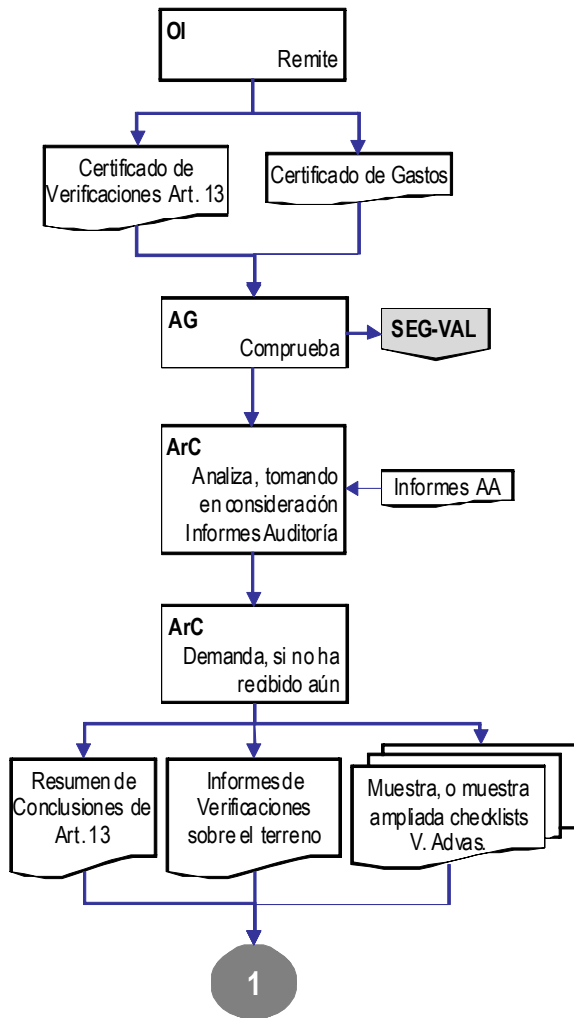 OI
Remite
Certificado de
Verificaciones Art. 13
Certificado de Gastos
AG
Comprueba
SEG-VAL
ArC
Analiza, tomando
en consideración
Informes Auditoría
Informes AA
ArC
Demanda, si no ha
recibido aún
Resumen de
Conclusiones de
Art. 13
Informes de
Verificaciones
sobre el terreno
Muestra, o muestra
ampliada checklists
V. Advas.
1